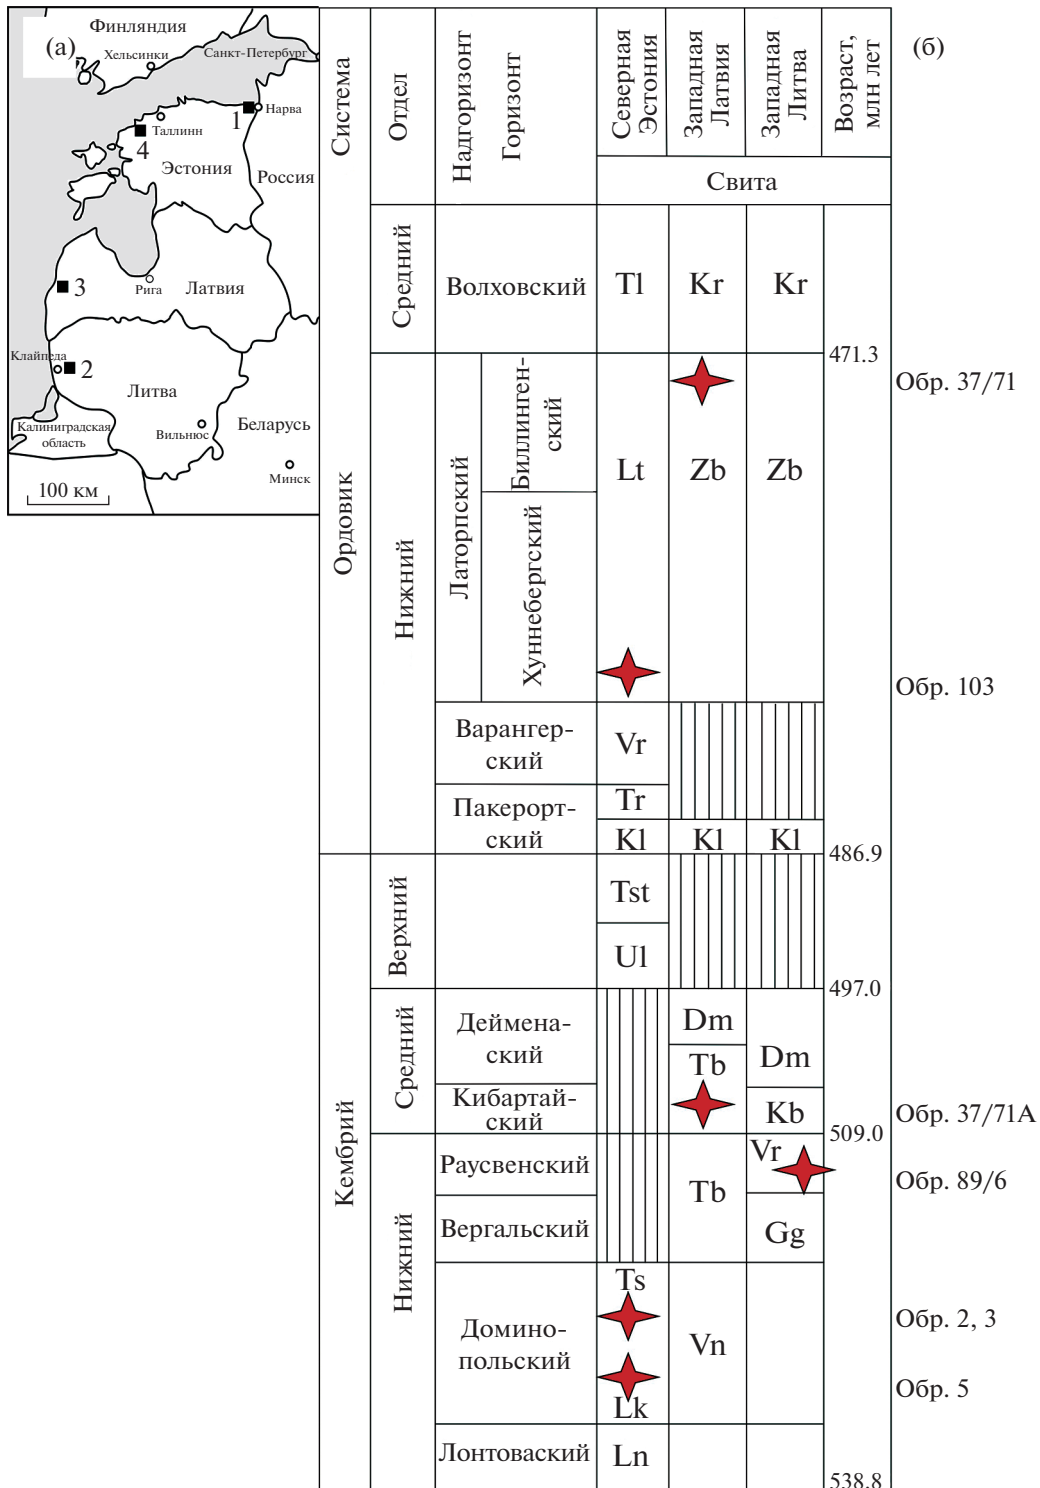 (а)
Финляндия
Хельсинки
Санкт-Петербург
1
Нарва
Таллинн
4
Эстония
Россия
3
Рига
Латвия
Клайпеда
2
Литва
Калиниградская
область
Вильнюс
Беларусь
Минск
100 км
(б)
Система
Отдел
Надгоризонт
Горизонт
Северная
Эстония
Западная
Латвия
Западная
Литва
Возраст,
млн лет
Свита
Ордовик
Средний
Волховский
Tl
Kr
Kr
471.3
Нижний
Латорпский
Биллинген-
ский
Обр. 37/71
Lt
Zb
Zb
Хуннебергский
Обр. 103
Варангер-
ский
Vr
Пакерорт-
ский
Tr
Kl
Kl
Kl
486.9
Кембрий
Верхний
Tst
Ul
497.0
Средний
Деймена-
ский
Dm
Tb
Dm
Кибартай-
ский
Kb
Обр. 37/71А
509.0
Нижний
Раусвенский
Vr
Обр. 89/6
Tb
Вергальский
Gg
Домино-
польский
Ts
Обр. 2, 3
Vn
Обр. 5
Lk
Лонтоваский
Ln
538.8